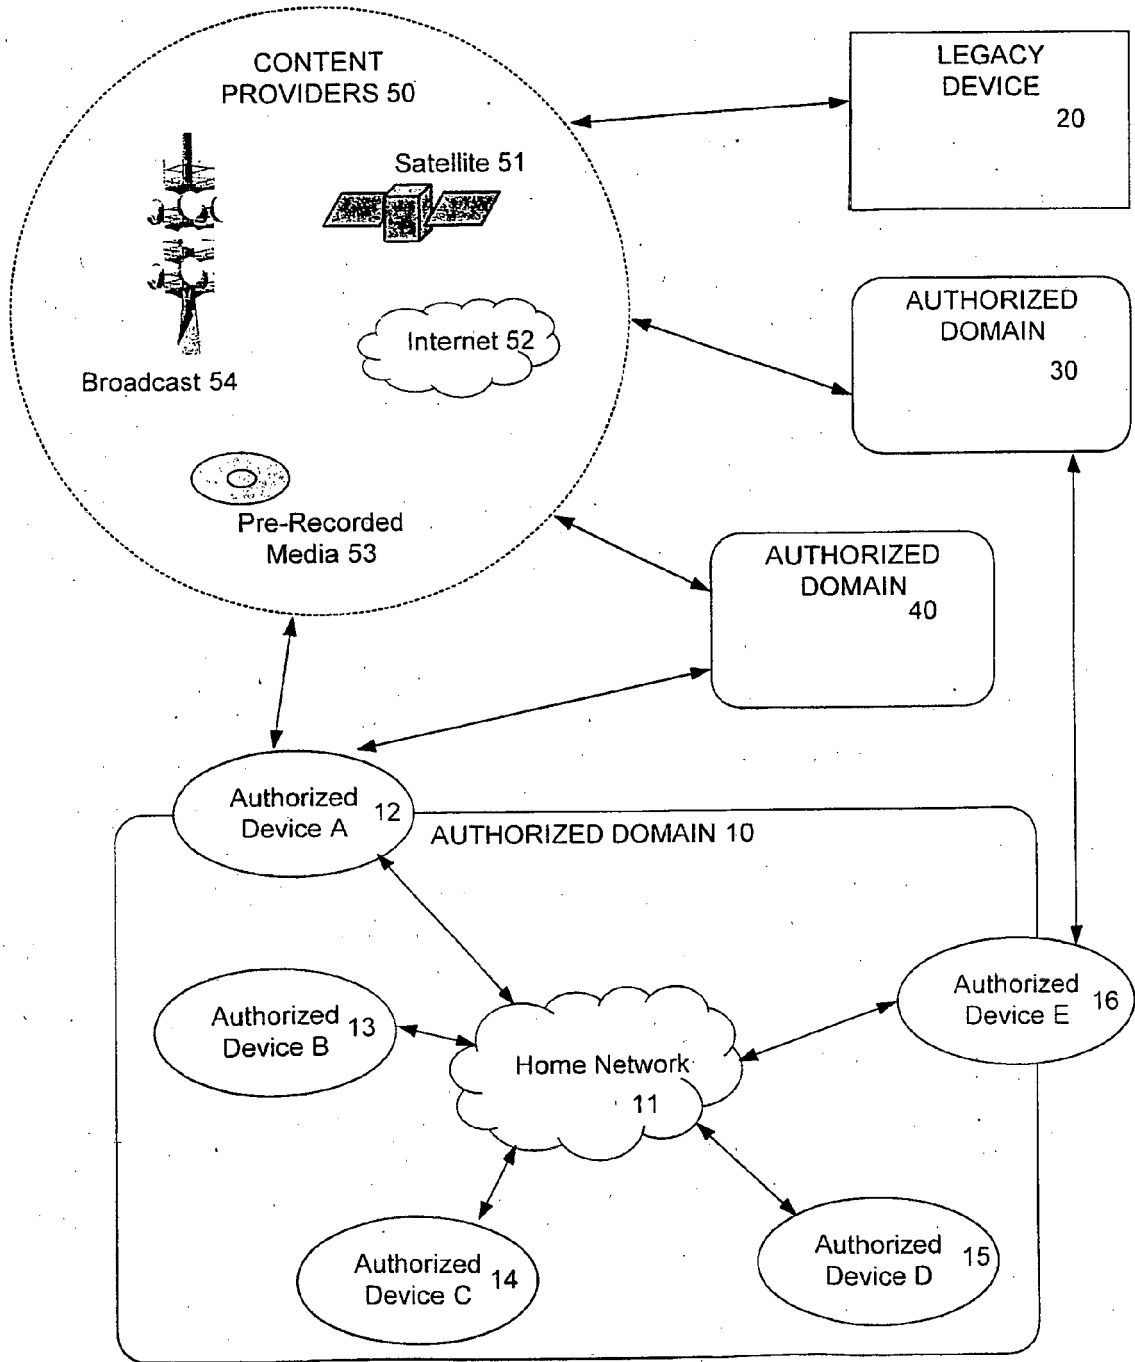 CONTENT
PROVIDERS 50
LEGACY
DEVICE
20
Satellite 51
Internet 52
Broadcast 54
Pre-Recorded
Media 53
AUTHORIZED
DOMAIN
30
AUTHORIZED
DOMAIN
40
Authorized
Device A
12
AUTHORIZED DOMAIN 10
Authorized
Device B
13
Home Network
11
Authorized
Device E
16
Authorized
Device C
14
Authorized
Device D
15